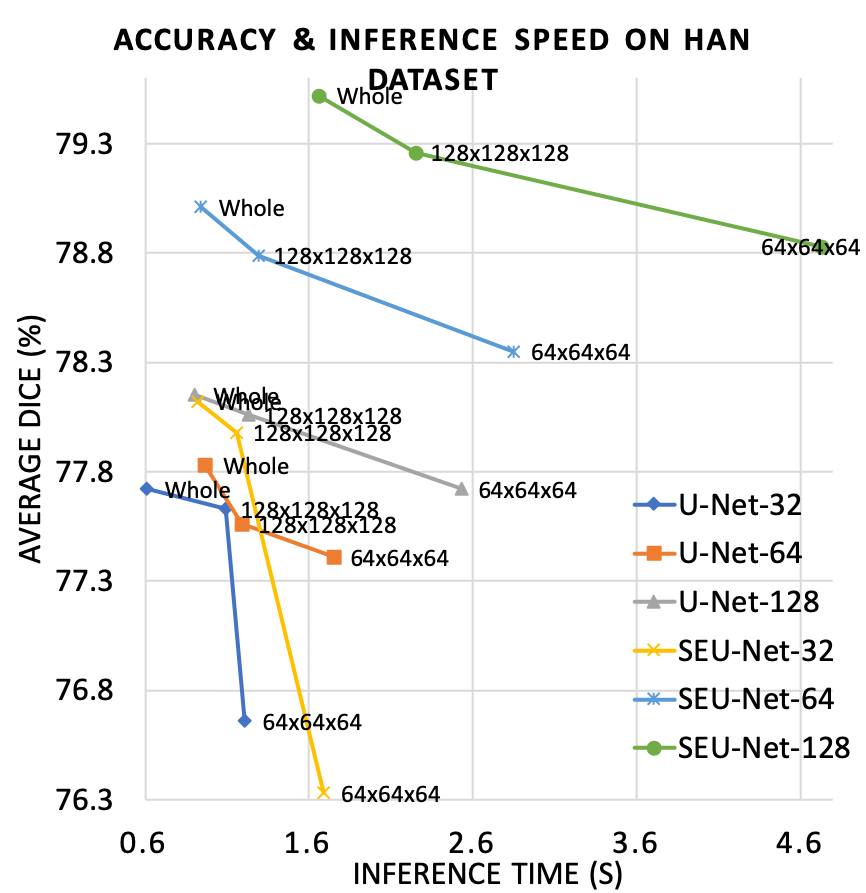 ACCURACY & INFERENCE SPEED ON HAN
DATASET
Whole
79.3
128x128x128
Whole
78.8
64x64x64
128x128x128
78.3
64x64x64
Whole
Whole
128x128x128
128x128x128
77.8
Whole
Whole
64x64x64
128x128x128
128x128x128
64x64x64
77.3
76.8
64x64x64
76.3
64x64x64
AVERAGE DICE (%)
U-Net-32
U-Net-64
U-Net-128
SEU-Net-32
SEU-Net-64
SEU-Net-128
0.6 1.6 2.6 3.6 4.6
INFERENCE TIME (S)